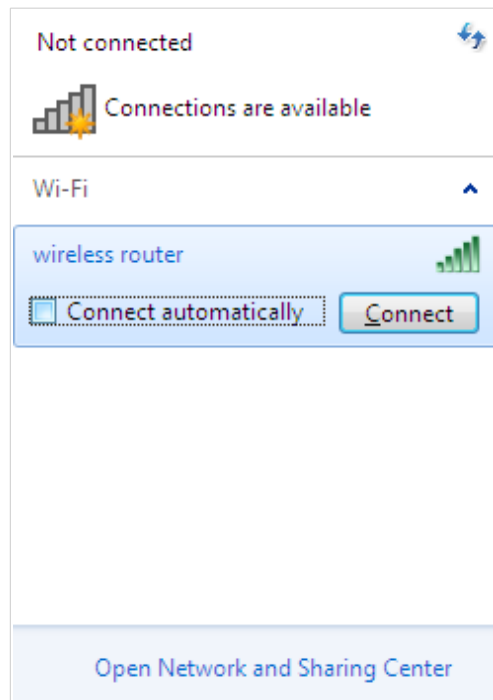 Not connected
Connections are available
Wi-Fi
wireless router
Connect automatically Connect
Open Network and Sharing Center